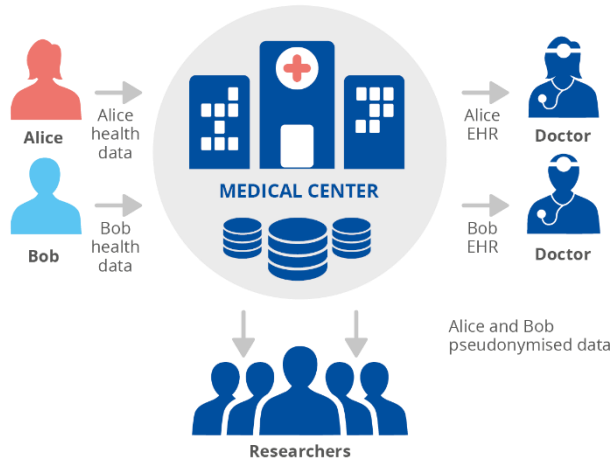 Alice
Alice
health
data
MEDICAL CENTER
Alice
EHR
Doctor
Bob
Bob
health
data
Bob
EHR
Doctor
Alice and Bob
pseudonymised data
Researchers